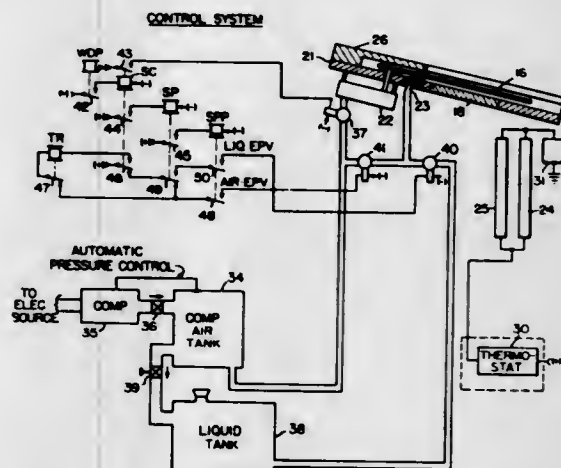 CONTROL SYSTEM
26
21
WDP
43
SC
16
SP
42
SPP
22
23
18
37
44
45
LIQ EPV
41
40
TR
31
46
49
50
AIR EPV
25
24
47
48
AUTOMATIC
PRESSURE CONTROL
34
TO
ELEC
SOURCE
COMP
36
COMP
AIR
TANK
30
THERMO-
STAT
35
39
LIQUID
TANK
38